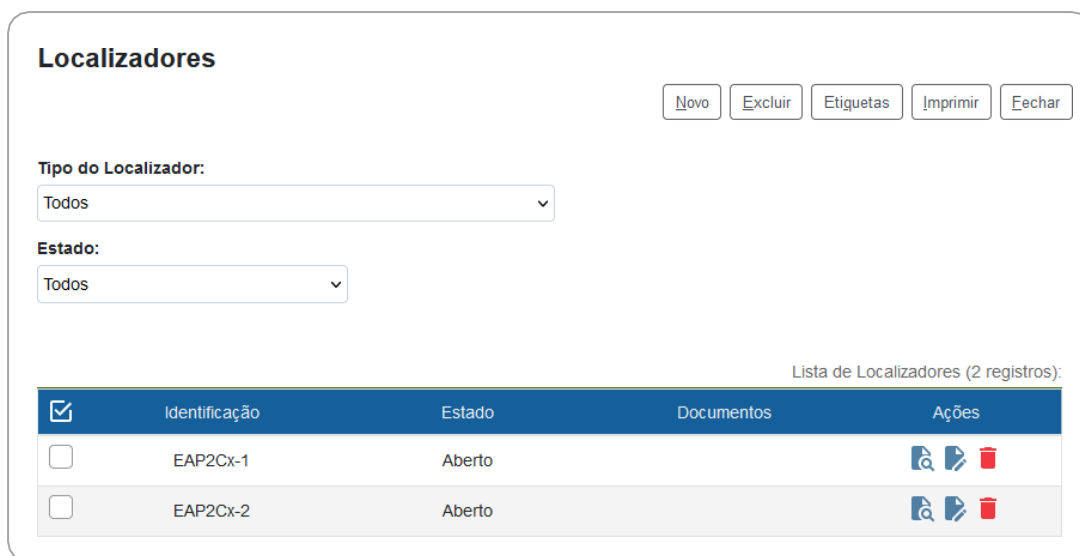 Localizadores
Novo Excluir Etiquetas Imprimir Fechar
Tipo do Localizador:
Todos
Estado:
Todos
Lista de Localizadores (2 registros):
Identificação Estado Documentos Ações
EAP2Cx-1 Aberto
EAP2Cx-2 Aberto